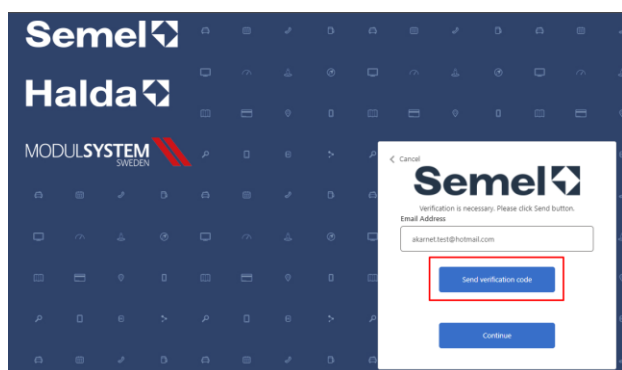 Semel
Halda
MODULSYSTEM
SWEDEN
Cancel
Semel
Verification is necessary. Please click Send button.
Email Address
akarnet.test@hotmail.com
Send verification code
Continue